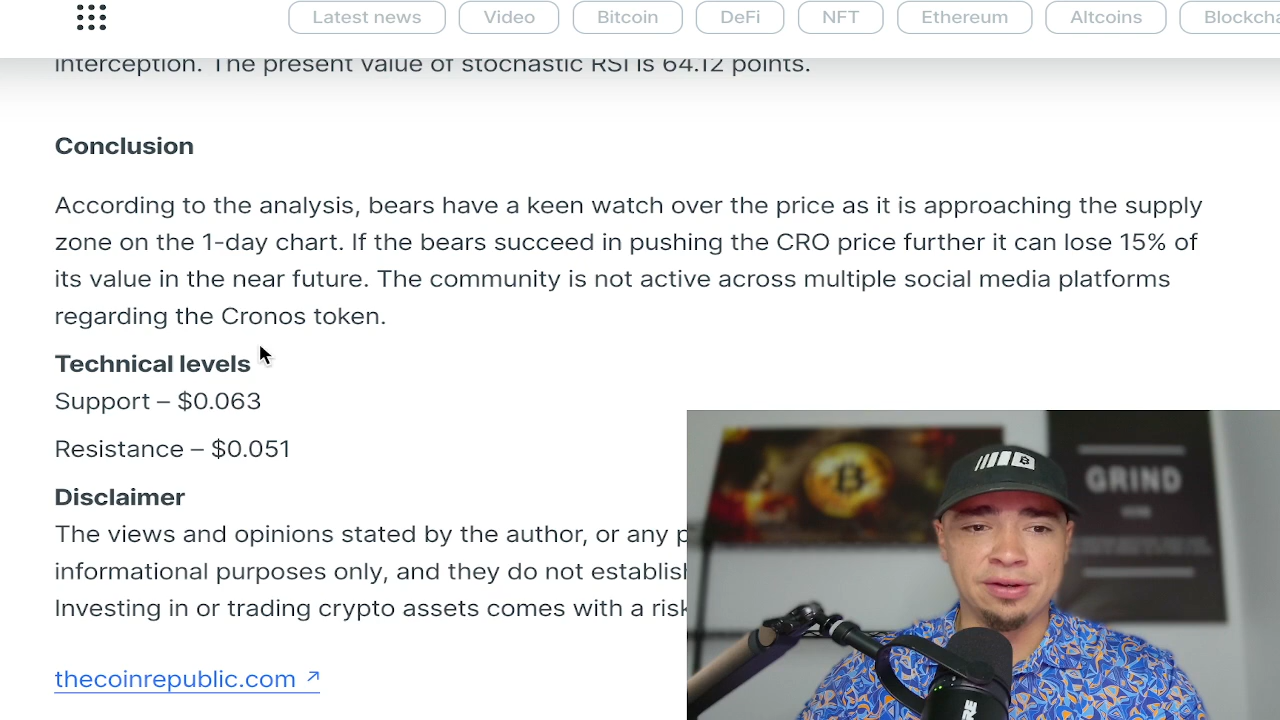 Latest news
Video
Bitcoin
DeFi
NFT
Ethereum
Altcoins
Blockcha
interception. The present value of stochastic RSI is 64.12 points.
Conclusion
According to the analysis, bears have a keen watch over the price as it is approaching the supply
zone on the 1-day chart. If the bears succeed in pushing the CRO price further it can lose 15% of
its value in the near future. The community is not active across multiple social media platforms
regarding the Cronos token.
Technical levels
Support – $0.063
Resistance – $0.051
Disclaimer
The views and opinions stated by the author, or any p
informational purposes only, and they do not establish
Investing in or trading crypto assets comes with a risk
thecoinrepublic.com ↗
GRIND